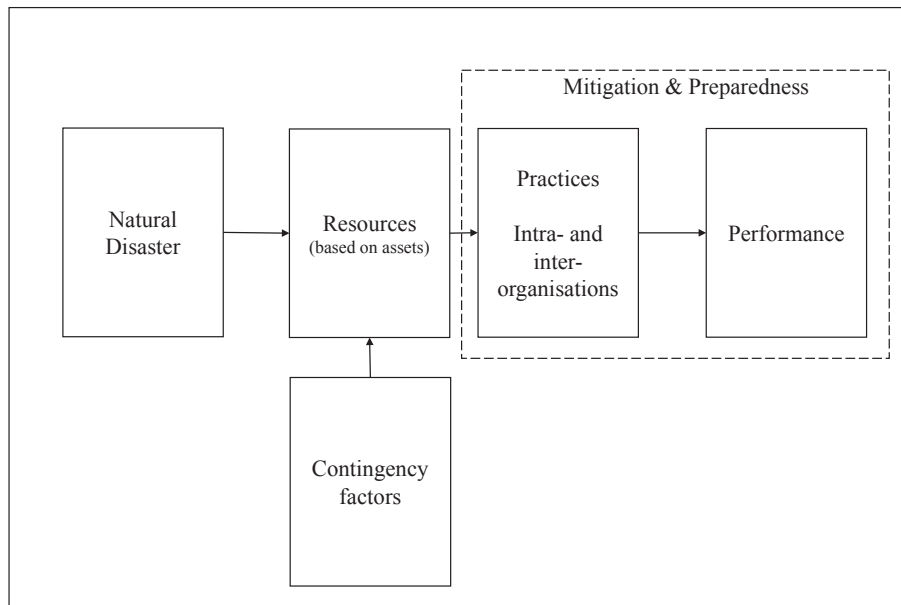 Mitigation & Preparedness
Natural
Disaster
Resources
(based on assets)
Practices
Intra- and
inter-
organisations
Performance
Contingency
factors